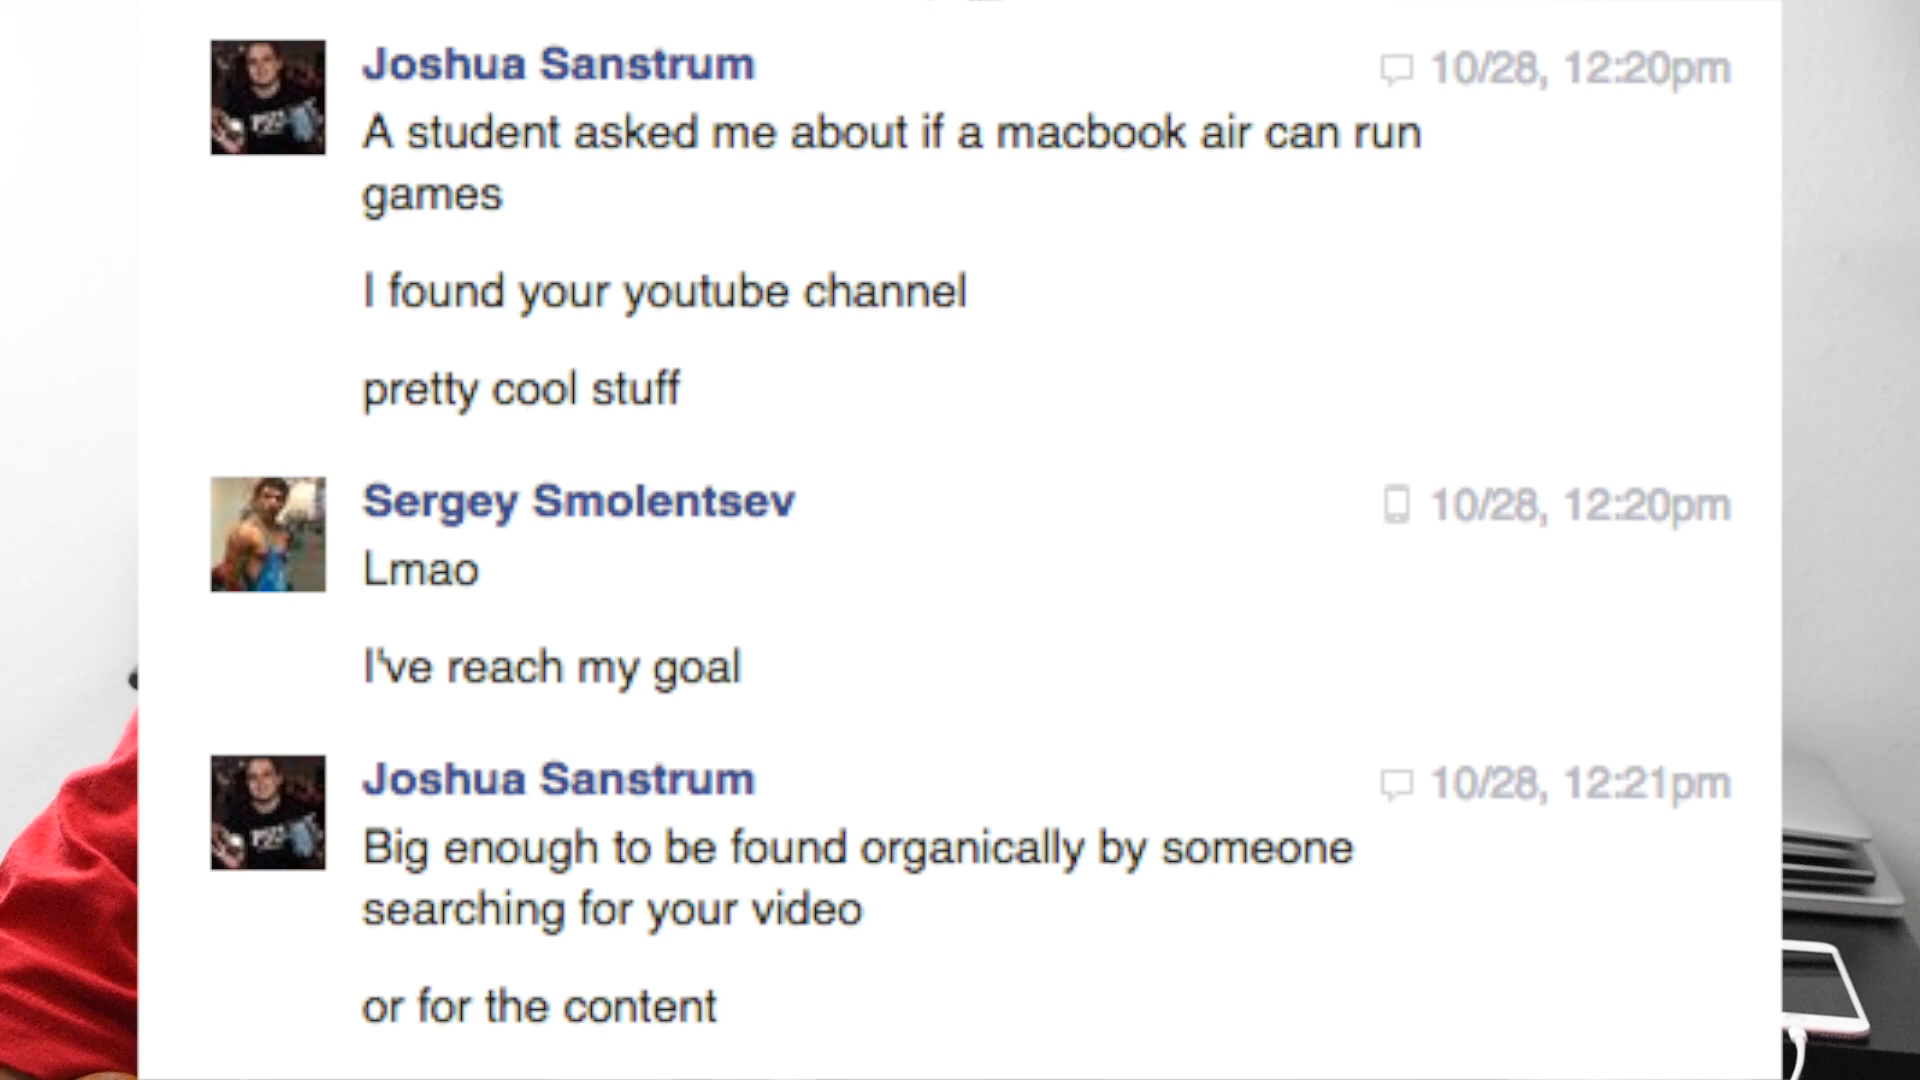 Joshua Sanstrum
10/28, 12:20pm
A student asked me about if a macbook air can run
games
I found your youtube channel
pretty cool stuff
Sergey Smolentsev
10/28, 12:20pm
Lmao
I've reach my goal
Joshua Sanstrum
10/28, 12:21pm
Big enough to be found organically by someone
searching for your video
or for the content